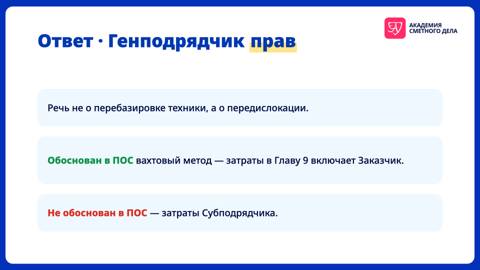 Ответ · Генподрядчик прав
АКАДЕМИЯ
СМЕТНОГО ДЕЛА
Речь не о перебазировке техники, а о передислокации.
Обоснован в ПОС вахтовый метод — затраты в Главу 9 включает Заказчик.
Не обоснован в ПОС — затраты Субподрядчика.